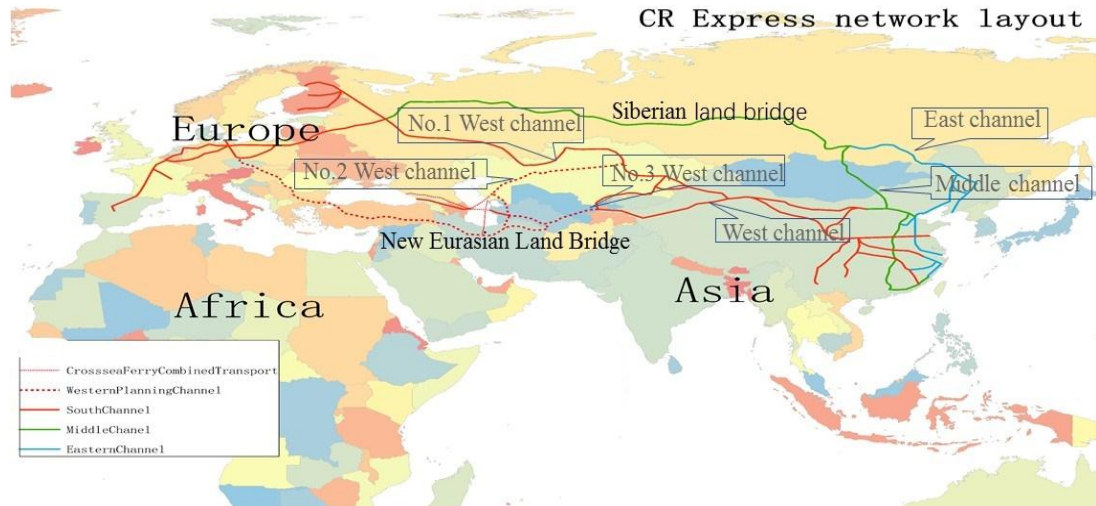 CR Express network layout
Siberian land bridge
East channel
Europe
No.1 West channel
No.2 West channel
No.3 West channel
Middle channel
West channel
New Eurasian Land Bridge
Asia
Africa
CrossseaFerryCombinedTransport
WesternPlanningChannel
SouthChannel
MiddleChanel
EasternChannel